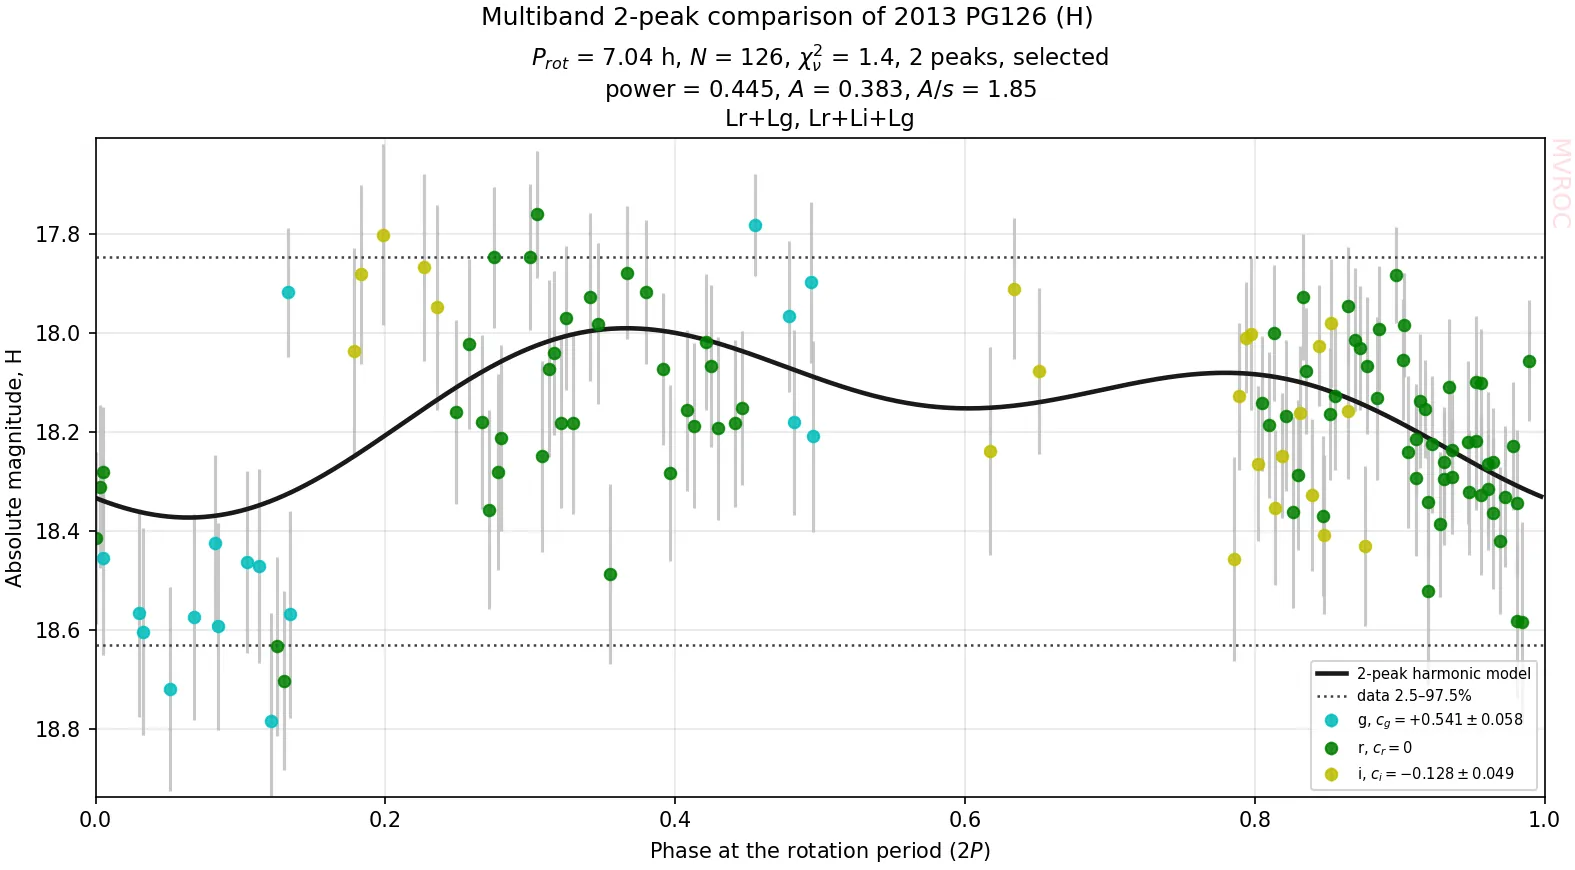 Multiband 2-peak comparison of 2013 PG126 (H)
P_rot = 7.04 h, N = 126, χ²_ν = 1.4, 2 peaks, selected
power = 0.445, A = 0.383, A/s = 1.85
Lr+Lg, Lr+Li+Lg
MVROC
Absolute magnitude, H
17.8
18.0
18.2
18.4
18.6
18.8
2-peak harmonic model
data 2.5–97.5%
g, c_g = +0.541 ± 0.058
r, c_r = 0
i, c_i = −0.128 ± 0.049
0.0 0.2 0.4 0.6 0.8 1.0
Phase at the rotation period (2P)